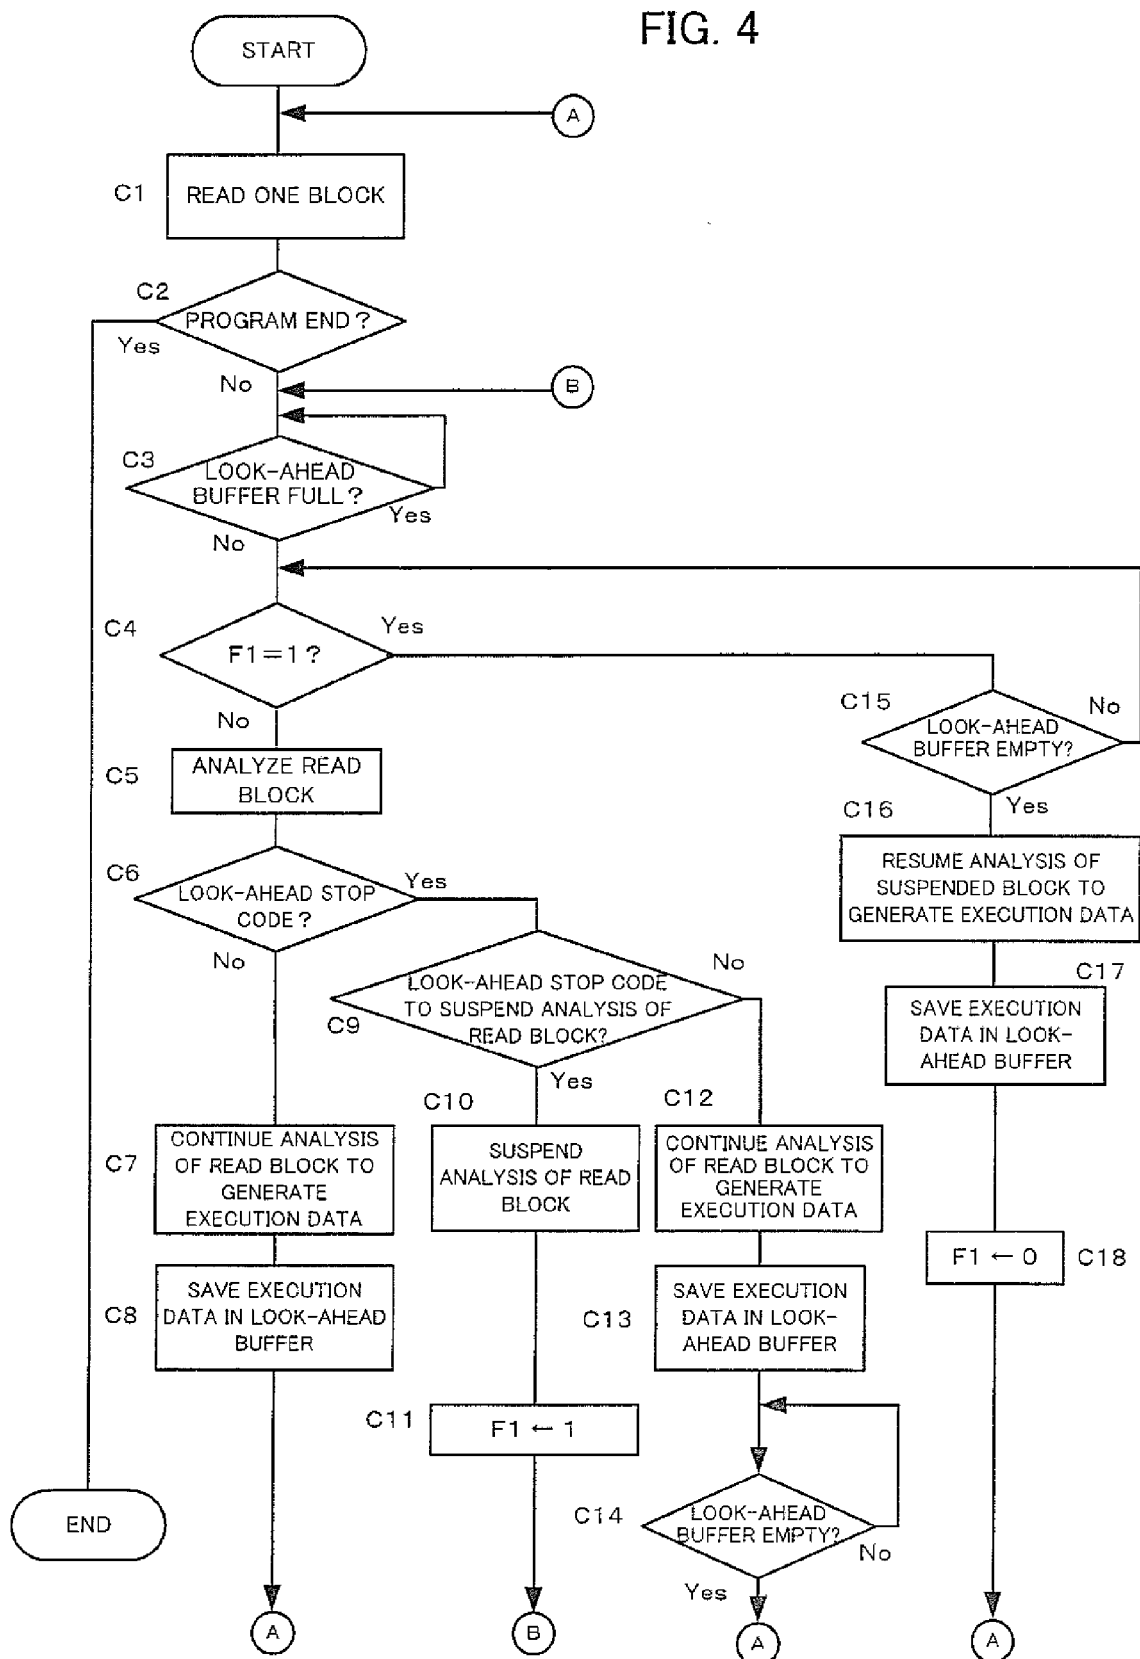 FIG. 4
START
A
C1
READ ONE BLOCK
C2
PROGRAM END?
Yes
No
B
C3
LOOK-AHEAD
BUFFER FULL?
Yes
No
C4
F1=1?
Yes
No
C15
LOOK-AHEAD
BUFFER EMPTY?
No
Yes
C5
ANALYZE READ
BLOCK
C16
RESUME ANALYSIS OF
SUSPENDED BLOCK TO
GENERATE EXECUTION DATA
C6
LOOK-AHEAD STOP
CODE?
Yes
No
C9
LOOK-AHEAD STOP CODE
TO SUSPEND ANALYSIS OF
READ BLOCK?
No
Yes
C17
SAVE EXECUTION
DATA IN LOOK-
AHEAD BUFFER
C7
CONTINUE ANALYSIS
OF READ BLOCK TO
GENERATE
EXECUTION DATA
C10
SUSPEND
ANALYSIS OF READ
BLOCK
C12
CONTINUE ANALYSIS
OF READ BLOCK TO
GENERATE
EXECUTION DATA
F1 ← 0
C18
C8
SAVE EXECUTION
DATA IN LOOK-AHEAD
BUFFER
C13
SAVE EXECUTION
DATA IN LOOK-
AHEAD BUFFER
C11
F1 ← 1
C14
LOOK-AHEAD
BUFFER EMPTY?
No
Yes
END
A
B
A
A